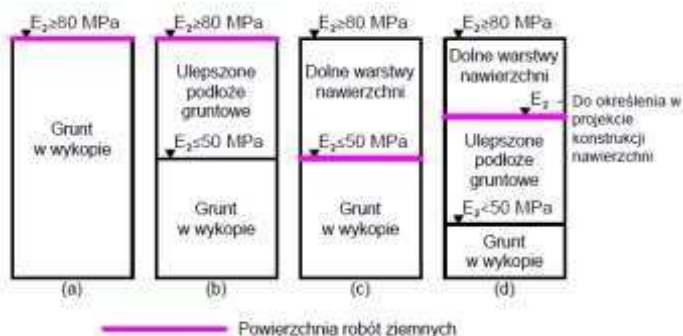 E₂≥80 MPa
Grunt
w wykopie
(a)
E₂≥80 MPa
Ulepszone
podłoże
gruntowe
E₂≤50 MPa
Grunt
w wykopie
(b)
E₂≥80 MPa
Dolne warstwy
nawierzchni
E₂≤50 MPa
Grunt
w wykopie
(c)
E₂≥80 MPa
Dolne warstwy
nawierzchni
E₂
Do określenia w
projekcie
konstrukcji
nawierzchni
Ulepszone
podłoże
gruntowe
E₂<50 MPa
Grunt
w wykopie
(d)
Powierzchnia robót ziemnych